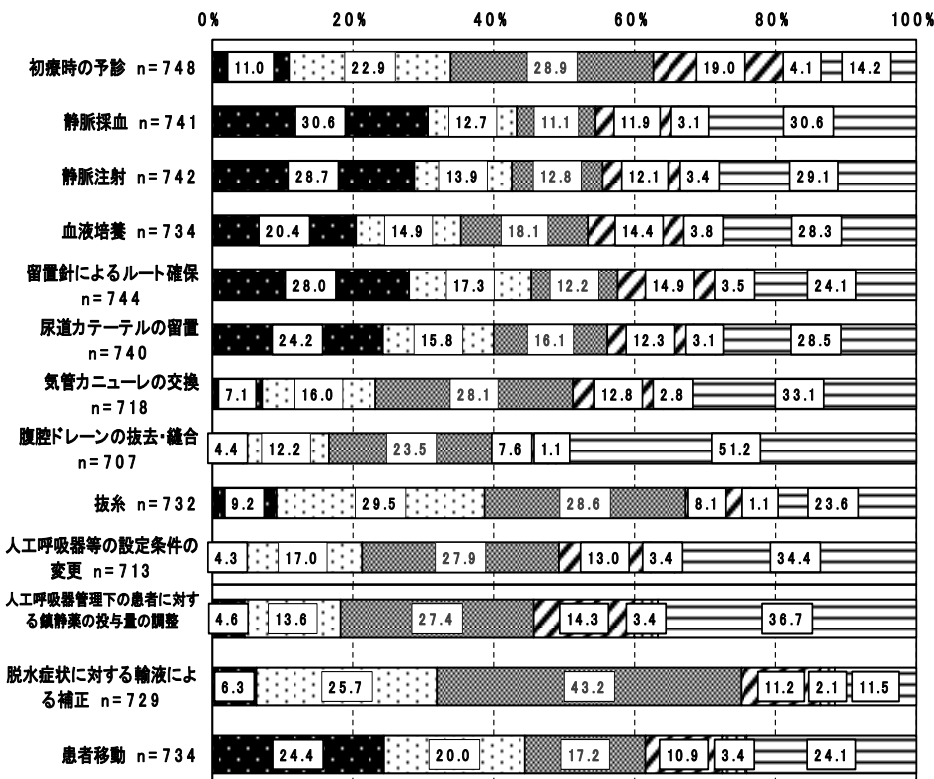 0% 20% 40% 60% 80% 100%
初療時の予診 n=748 11.0 22.9 28.9 19.0 4.1 14.2
静脈採血 n=741 30.6 12.7 11.1 11.9 3.1 30.6
静脈注射 n=742 28.7 13.9 12.8 12.1 3.4 29.1
血液培養 n=734 20.4 14.9 18.1 14.4 3.8 28.3
留置針によるルート確保
n=744 28.0 17.3 12.2 14.9 3.5 24.1
尿道カテーテルの留置
n=740 24.2 15.8 16.1 12.3 3.1 28.5
気管カニューレの交換
n=718 7.1 16.0 28.1 12.8 2.8 33.1
腹腔ドレーンの抜去・縫合
n=707 4.4 12.2 23.5 7.6 1.1 51.2
抜糸 n=732 9.2 29.5 28.6 8.1 1.1 23.6
人工呼吸器等の設定条件の
変更 n=713 4.3 17.0 27.9 13.0 3.4 34.4
人工呼吸器管理下の患者に対す
る鎮静薬の投与量の調整 4.6 13.6 27.4 14.3 3.4 36.7
脱水症状に対する輸液によ
る補正 n=729 6.3 25.7 43.2 11.2 2.1 11.5
患者移動 n=734 24.4 20.0 17.2 10.9 3.4 24.1